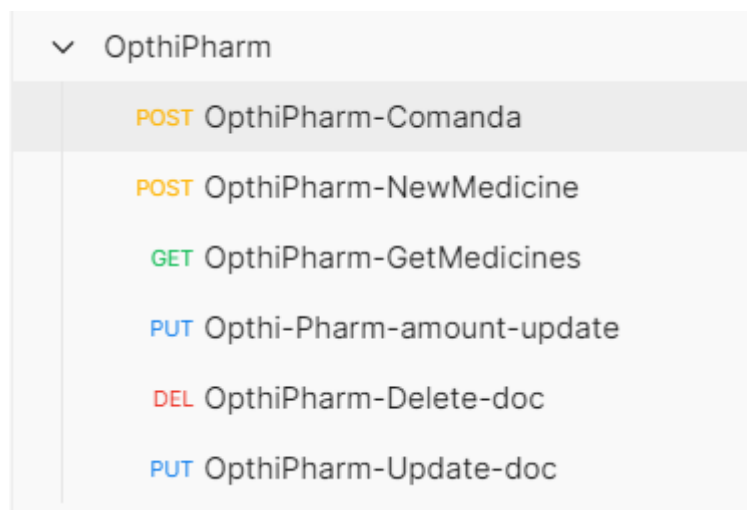 OpthiPharm
POST OpthiPharm-Comanda
POST OpthiPharm-NewMedicine
GET OpthiPharm-GetMedicines
PUT Opthi-Pharm-amount-update
DEL OpthiPharm-Delete-doc
PUT OpthiPharm-Update-doc